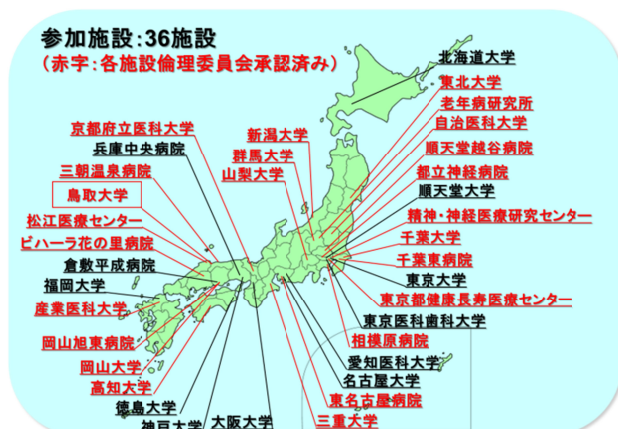 参加施設:36施設
（赤字:各施設倫理委員会承認済み）
北海道大学
東北大学
老年病研究所
自治医科大学
順天堂越谷病院
都立神経病院
順天堂大学
精神・神経医療研究センター
千葉大学
千葉東病院
東京大学
東京都健康長寿医療センター
東京医科歯科大学
相模原病院
愛知医科大学
名古屋大学
東名古屋病院
三重大学
新潟大学
群馬大学
山梨大学
京都府立医科大学
兵庫中央病院
三朝温泉病院
鳥取大学
松江医療センター
ビハーラ花の里病院
倉敷平成病院
福岡大学
産業医科大学
岡山旭東病院
岡山大学
高知大学
徳島大学
神戸大学
大阪大学